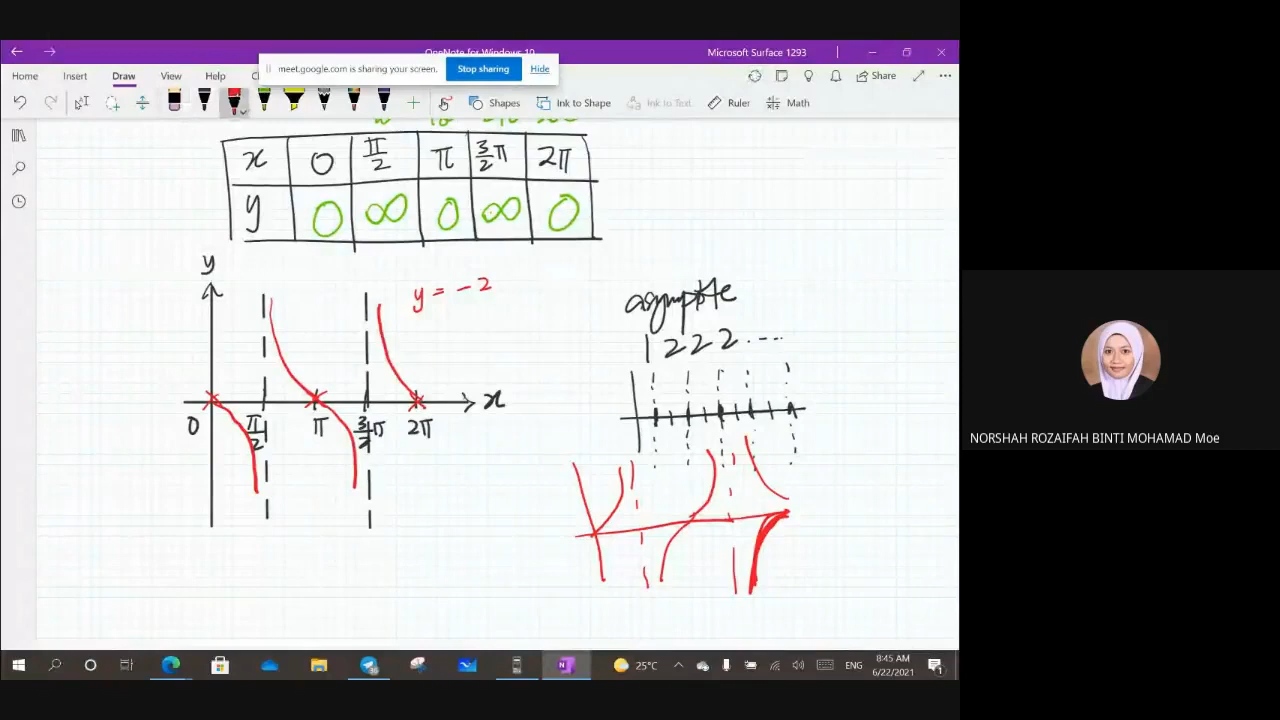 OneNote for Windows 10
Microsoft Surface 1293
meet.google.com is sharing your screen.
Stop sharing
Hide
Home Insert Draw View Help
Share
Shapes Ink to Shape Ink to Text Ruler Math
x 0 π/2 π 3/2 π 2π
y 0 ∞ 0 ∞ 0
y
y = -2
asymptote
1 2 2 2 ....
x
0 π/2 π 3/2 π 2π
NORSHAH ROZAIFAH BINTI MOHAMAD Moe
25°C
ENG
8:45 AM
6/22/2021
1